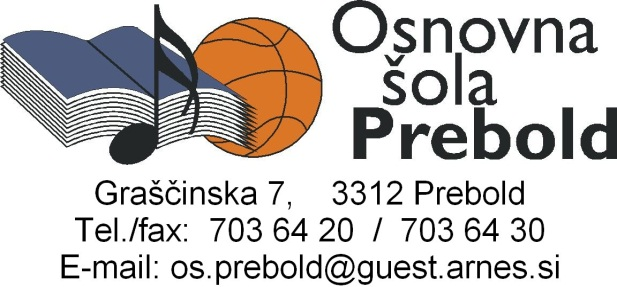 Osnovna
šola
Prebold
Graščinska 7, 3312 Prebold
Tel./fax: 703 64 20 / 703 64 30
E-mail: os.prebold@guest.arnes.si